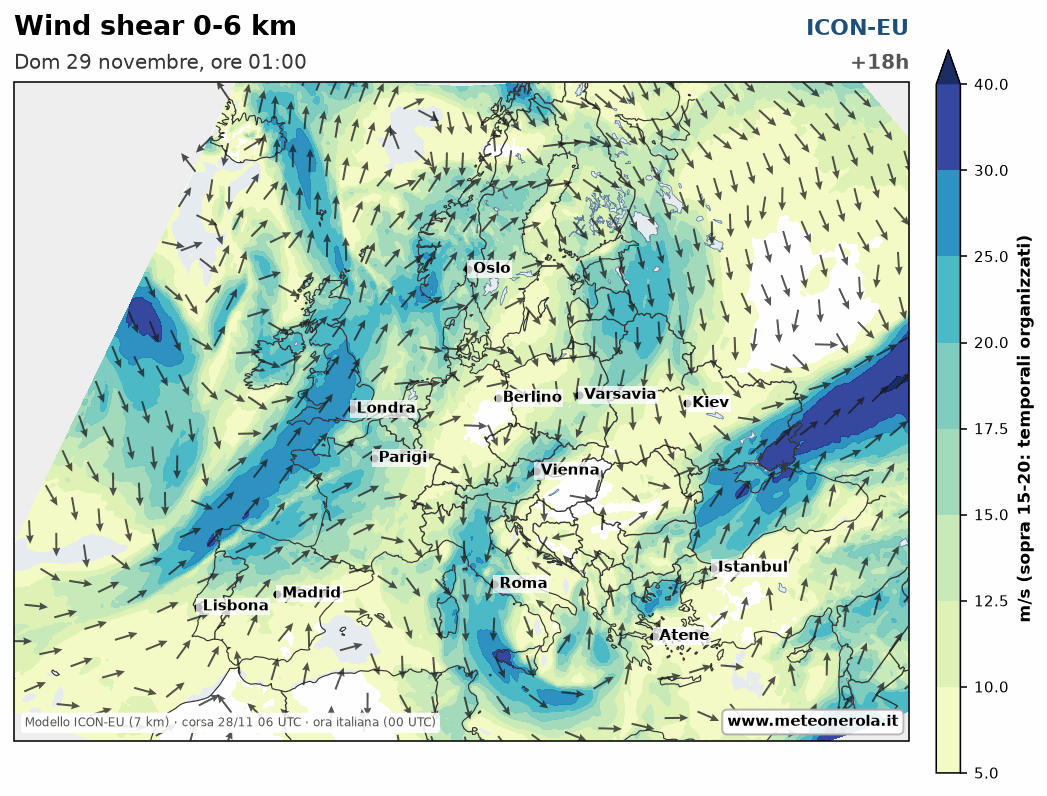 Wind shear 0-6 km
ICON-EU
Dom 29 novembre, ore 01:00
+18h
40.0
30.0
25.0
20.0
17.5
15.0
12.5
10.0
5.0
m/s (sopra 15-20: temporali organizzati)
Oslo
Berlino
Varsavia
Kiev
Londra
Parigi
Vienna
Istanbul
Roma
Madrid
Lisbona
Atene
Modello ICON-EU (7 km) · corsa 28/11 06 UTC · ora italiana (00 UTC)
www.meteonerola.it